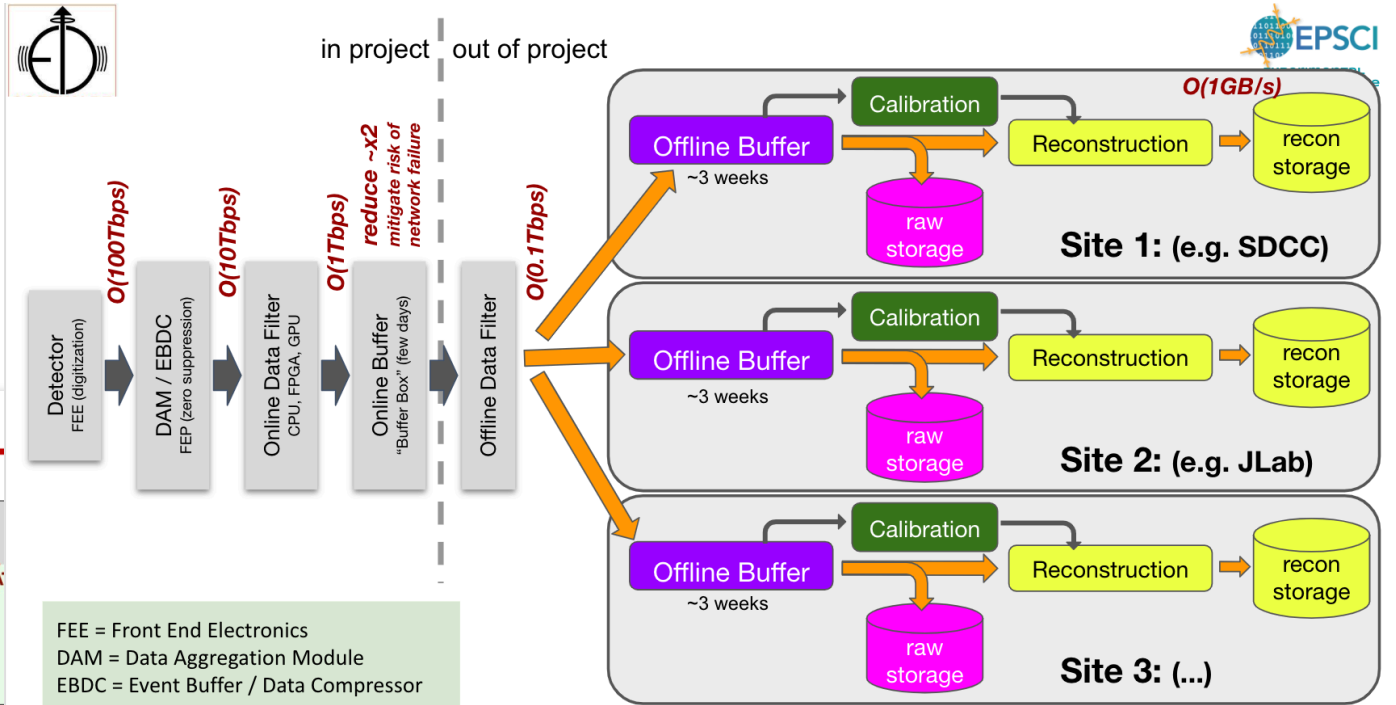 in project
out of project
EPSCI
O(100Tbps)
O(10Tbps)
O(1Tbps)
reduce ~x2
mitigate risk of
network failure
O(0.1Tbps)
Detector
FEE (digitization)
DAM / EBDC
FEP (zero suppression)
Online Data Filter
CPU, FPGA, GPU
Online Buffer
“Buffer Box” (few days)
Offline Data Filter
Calibration
O(1GB/s)
Offline Buffer
~3 weeks
Reconstruction
recon
storage
raw
storage
Site 1: (e.g. SDCC)
Calibration
Offline Buffer
~3 weeks
Reconstruction
recon
storage
raw
storage
Site 2: (e.g. JLab)
Calibration
Offline Buffer
~3 weeks
Reconstruction
recon
storage
raw
storage
Site 3: (...)
FEE = Front End Electronics
DAM = Data Aggregation Module
EBDC = Event Buffer / Data Compressor